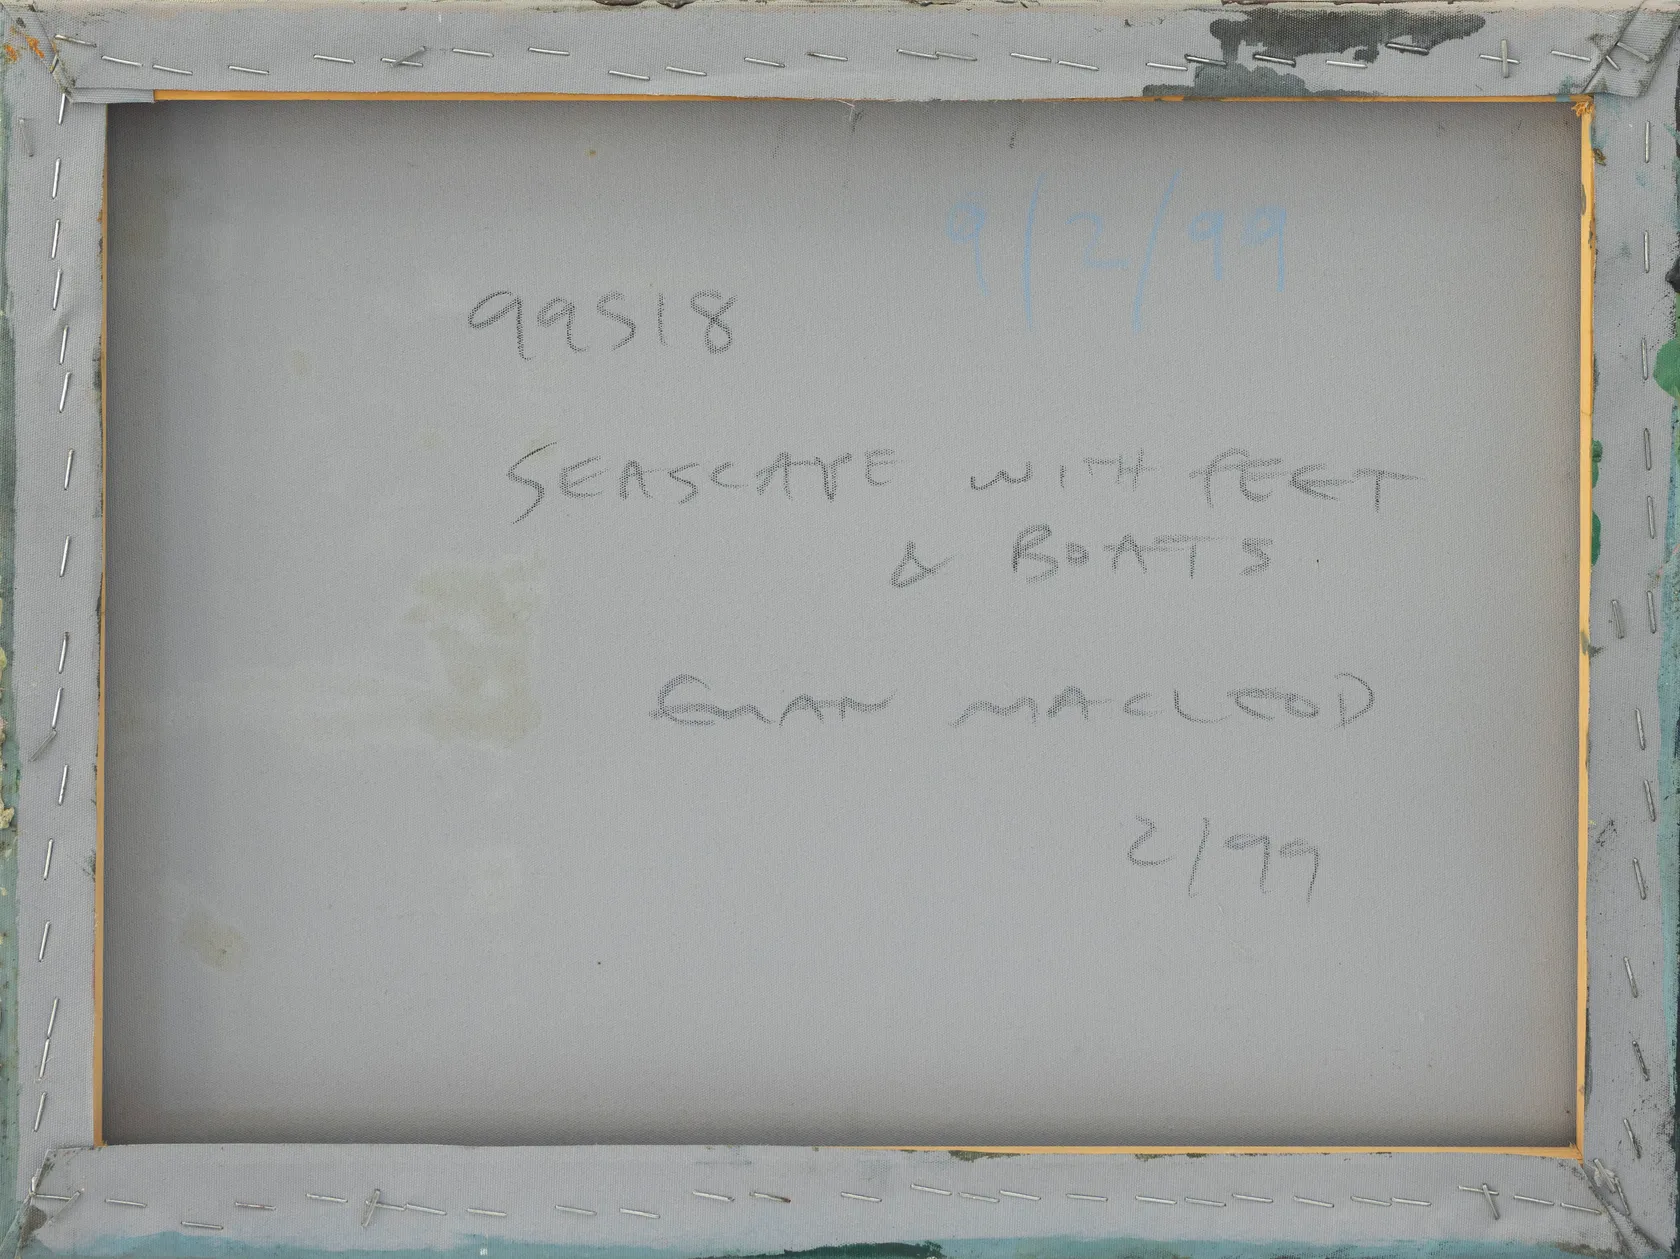 9/2/99
99S18
SEASCAPE WITH FEET
& BOATS
EUAN MACLEOD
2/99